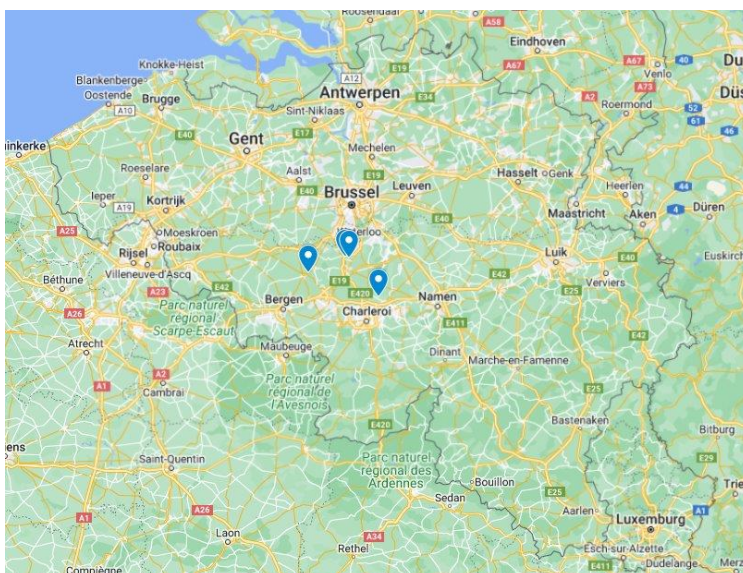 Roosendaal
A58
Eindhoven
A67
A67
Venlo
40
Du
Knokke-Heist
E19
A12
A73
Düs
Blankenberge
Antwerpen
E34
A2
Roermond
Oostende
Brugge
A10
Sint-Niklaas
52
61
46
uinkerke
E40
Gent
E17
Mechelen
Roeselare
Aalst
E19
Hasselt
Genk
E40
Brussel
Leuven
Heerlen
44
Ieper
A19
Kortrijk
Maastricht
Aken
4
Düren
A25
Moeskroen
E40
Rijsel
Roubaix
Luik
E40
Euskirch
Villeneuve-d'Ascq
Béthune
A23
E42
E19
E420
E42
Verviers
E25
Bergen
Namen
A26
Parc naturel
régional
Scarpe-Escaut
Charleroi
E411
E42
Atrecht
Maubeuge
Dinant
Marche-en-Famenne
A2
Parc naturel
régional de
l'Avesnois
A1
Cambrai
E25
E420
Bastenaken
Bitburg
ens
Saint-Quentin
Parc naturel
régional des
Ardennes
E29
Bouillon
Sedan
E25
Aarlen
Trie
A1
A26
Luxemburg
A1
Laon
A34
Rethel
Esch-sur-Alzette
Compiègne
E411
Dudelange
Merz